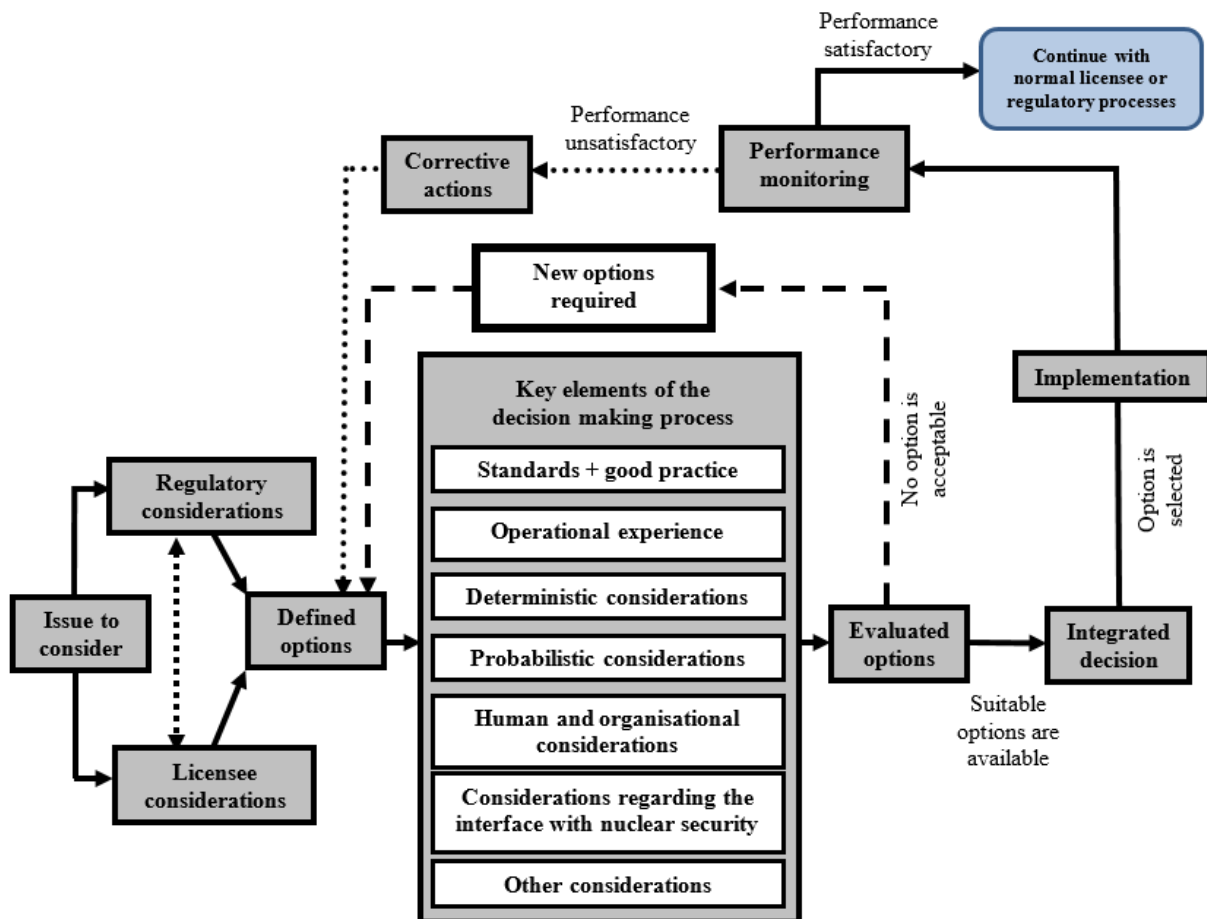 Performance
satisfactory
Continue with
normal licensee or
regulatory processes
Performance
unsatisfactory
Corrective
actions
Performance
monitoring
New options
required
Key elements of the
decision making process
Standards + good practice
Operational experience
Deterministic considerations
Probabilistic considerations
Human and organisational
considerations
Considerations regarding the
interface with nuclear security
Other considerations
No option is
acceptable
Implementation
Option is
selected
Regulatory
considerations
Issue to
consider
Defined
options
Licensee
considerations
Evaluated
options
Integrated
decision
Suitable
options are
available